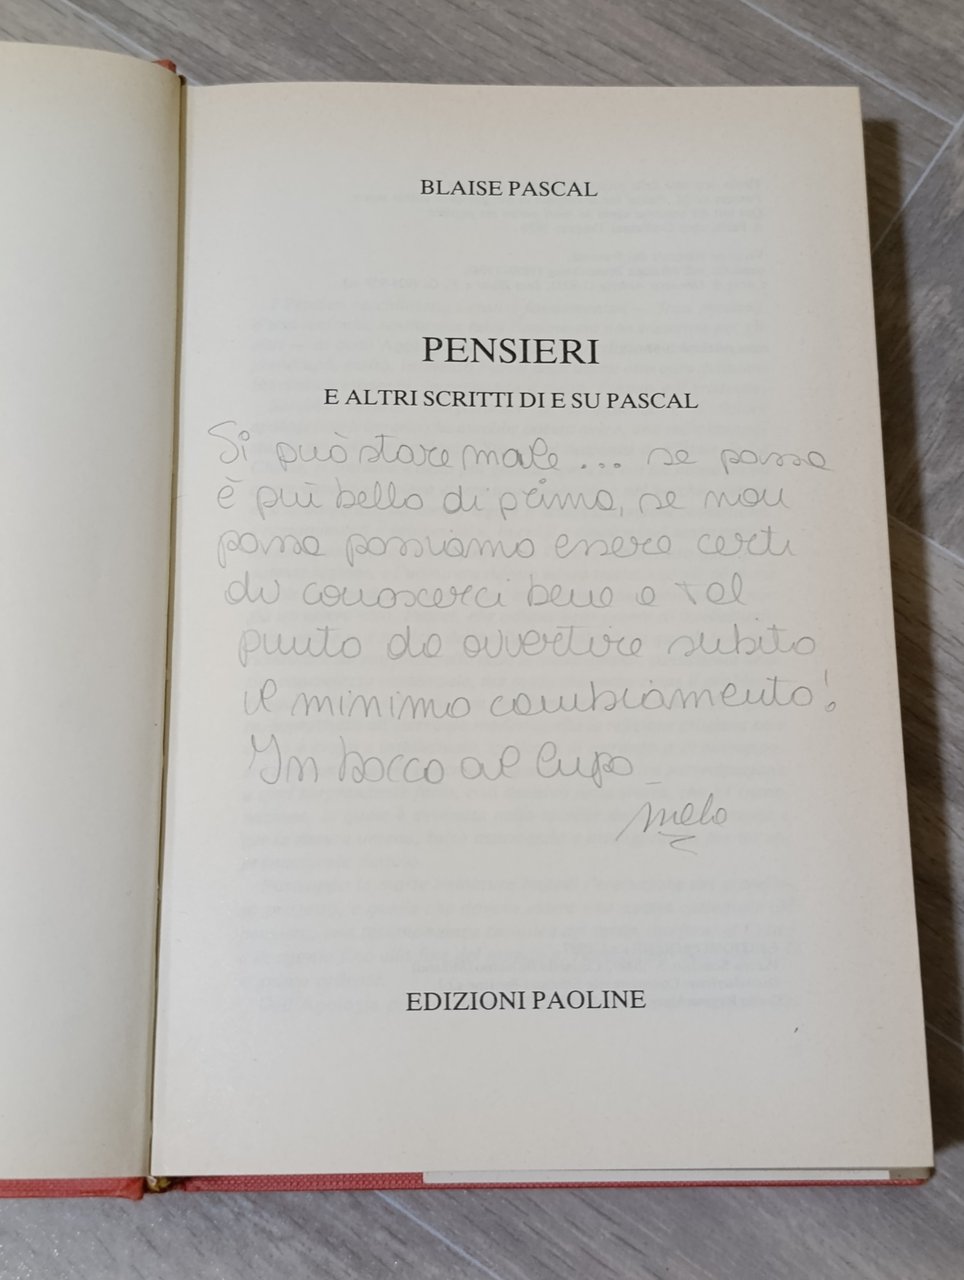 BLAISE PASCAL
PENSIERI
E ALTRI SCRITTI DI E SU PASCAL
Si può stare male ... se passa
è più bello di prima, se non
passa possiamo essere certi
di conoscerci bene a tal
punto da avvertire subito
il minimo cambiamento!
In bocca al lupo
Melo
EDIZIONI PAOLINE